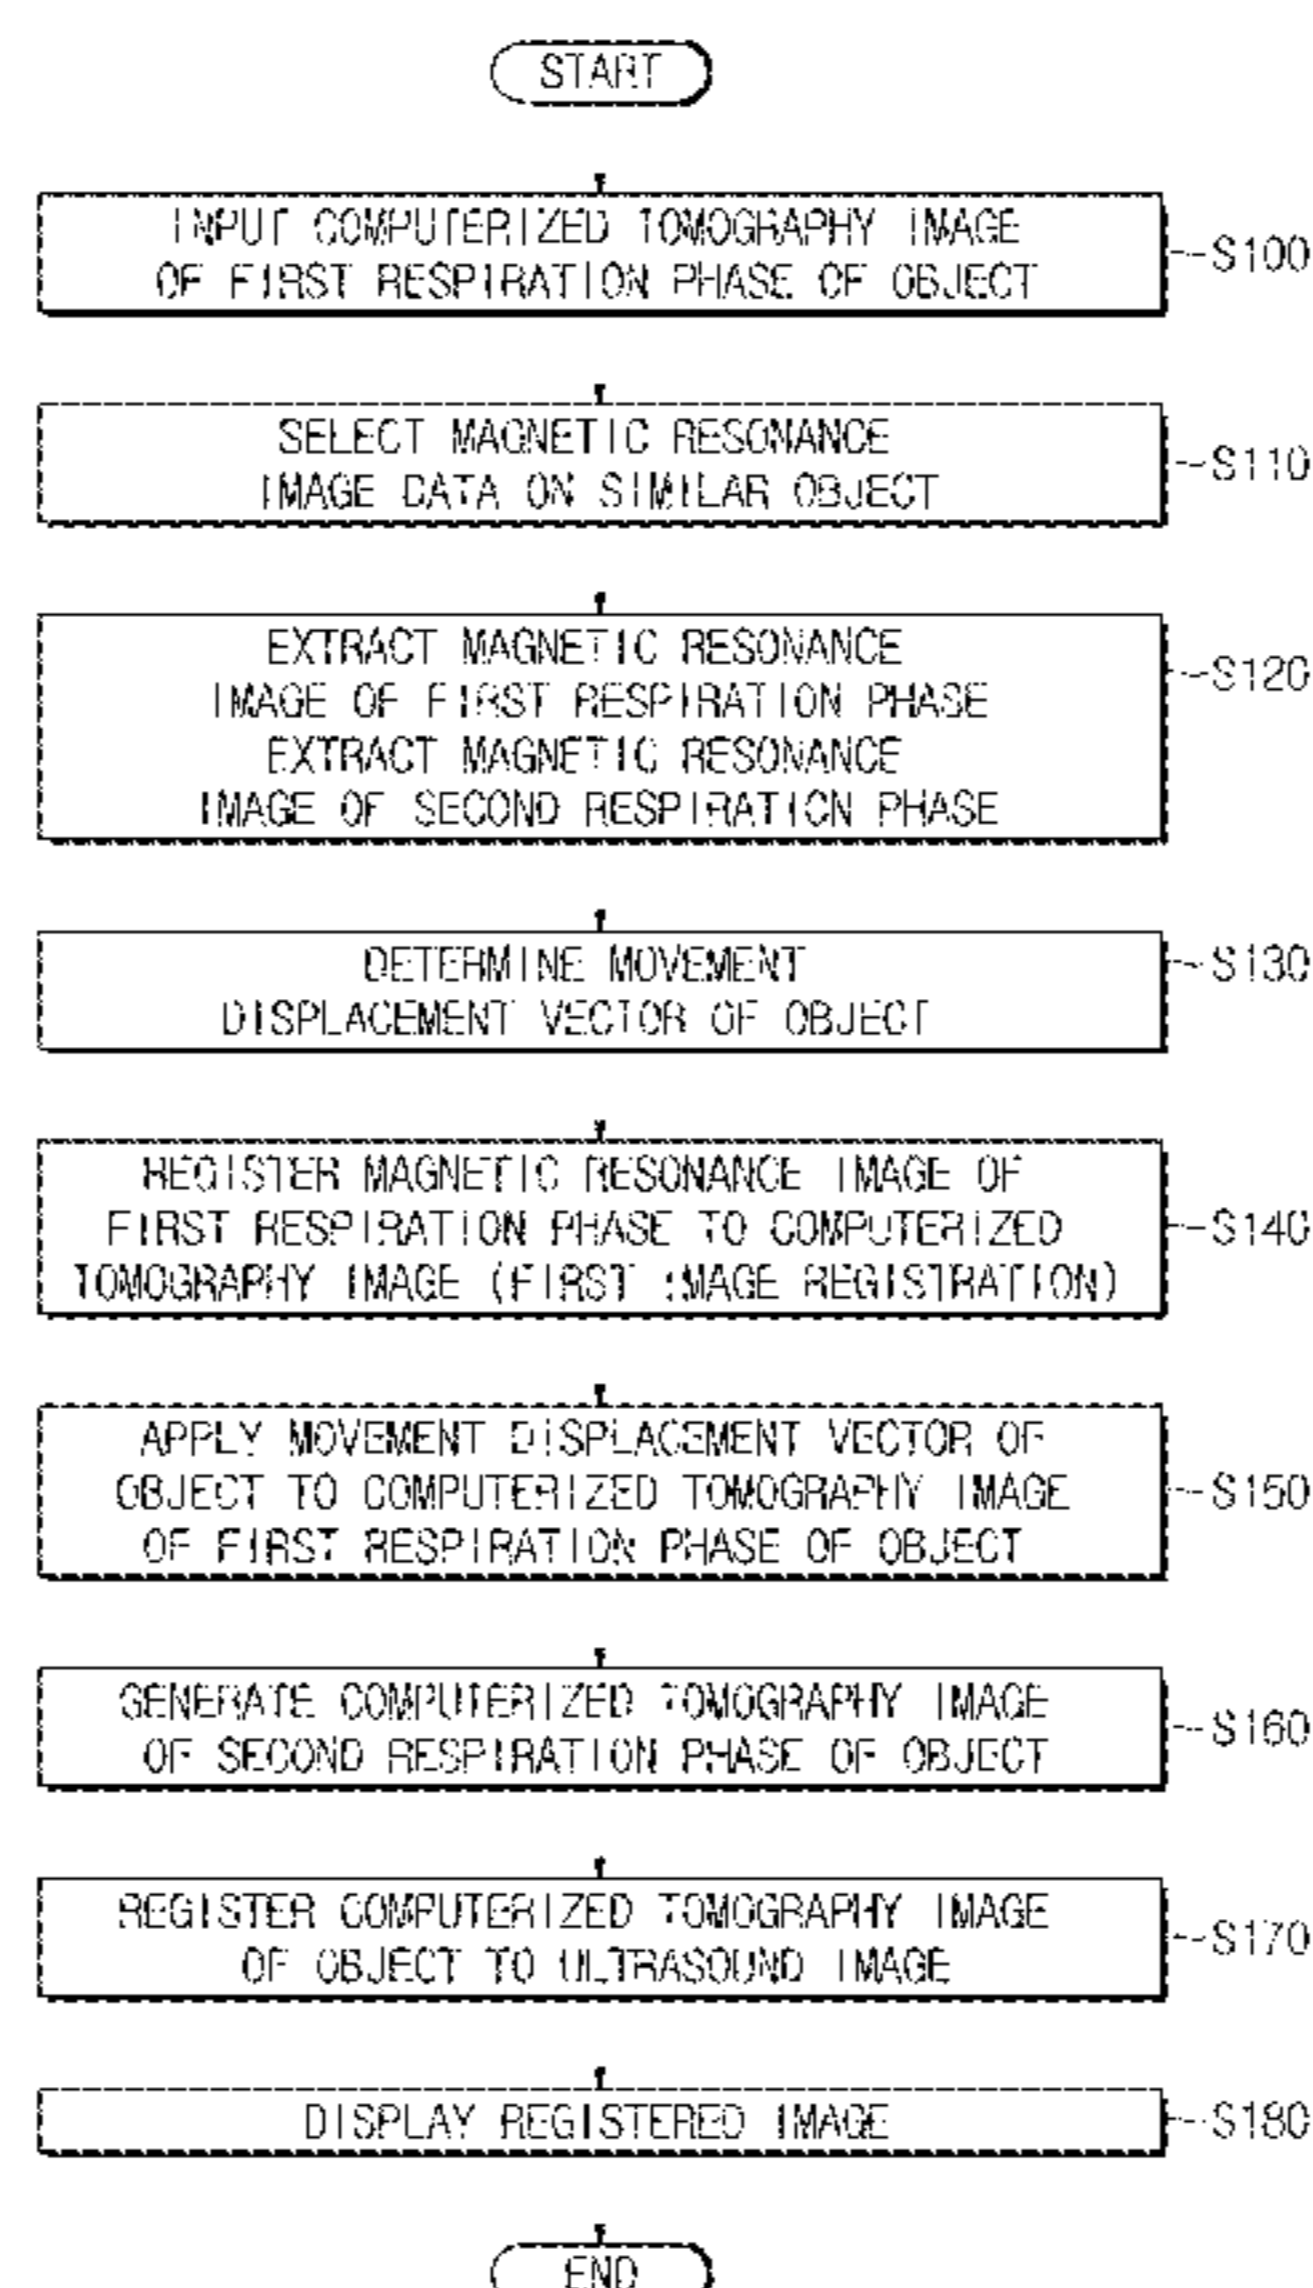 START
INPUT COMPUTERIZED TOMOGRAPHY IMAGE
OF FIRST RESPIRATION PHASE OF OBJECT
S100
SELECT MAGNETIC RESONANCE
IMAGE DATA ON SIMILAR OBJECT
S110
EXTRACT MAGNETIC RESONANCE
IMAGE OF FIRST RESPIRATION PHASE
EXTRACT MAGNETIC RESONANCE
IMAGE OF SECOND RESPIRATION PHASE
S120
DETERMINE MOVEMENT
DISPLACEMENT VECTOR OF OBJECT
S130
REGISTER MAGNETIC RESONANCE IMAGE OF
FIRST RESPIRATION PHASE TO COMPUTERIZED
TOMOGRAPHY IMAGE (FIRST IMAGE REGISTRATION)
S140
APPLY MOVEMENT DISPLACEMENT VECTOR OF
OBJECT TO COMPUTERIZED TOMOGRAPHY IMAGE
OF FIRST RESPIRATION PHASE OF OBJECT
S150
GENERATE COMPUTERIZED TOMOGRAPHY IMAGE
OF SECOND RESPIRATION PHASE OF OBJECT
S160
REGISTER COMPUTERIZED TOMOGRAPHY IMAGE
OF OBJECT TO ULTRASOUND IMAGE
S170
DISPLAY REGISTERED IMAGE
S180
END